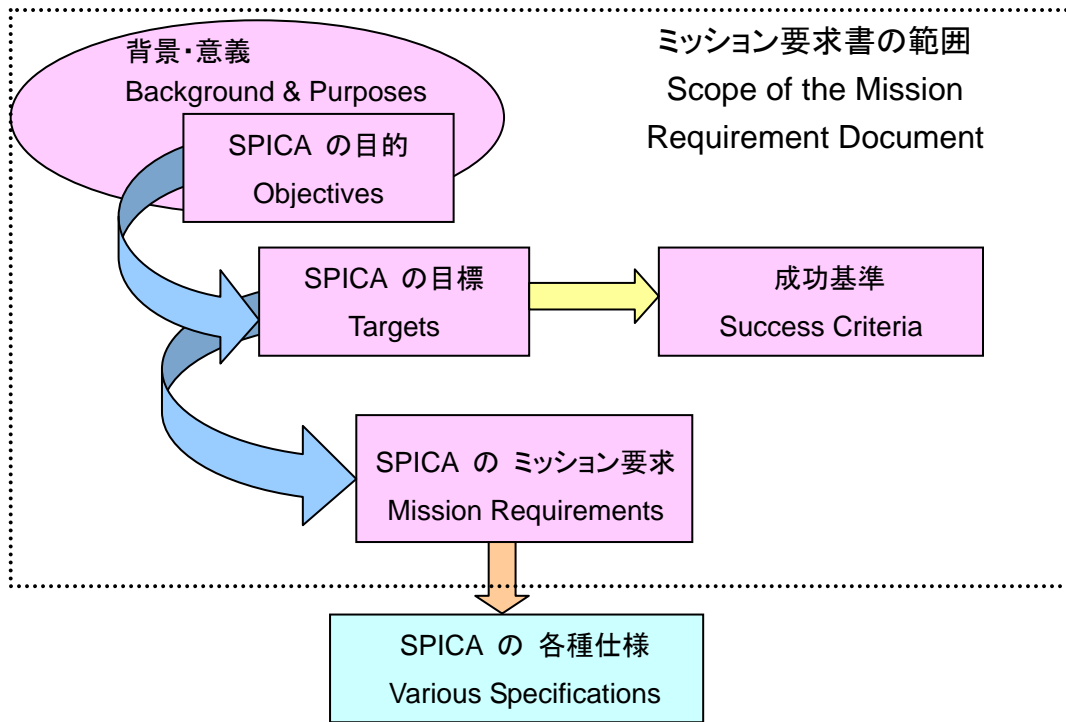 背景・意義
Background & Purposes
ミッション要求書の範囲
Scope of the Mission
Requirement Document
SPICA の目的
Objectives
SPICA の目標
Targets
成功基準
Success Criteria
SPICA の ミッション要求
Mission Requirements
SPICA の 各種仕様
Various Specifications